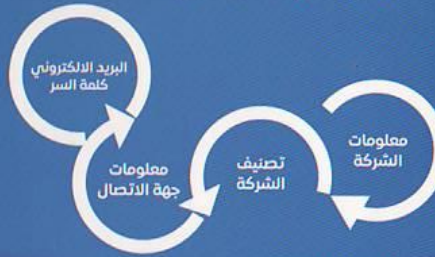 معلومات
الشركة
تصنيف
الشركة
معلومات
جهة الاتصال
البريد الالكتروني
كلمة السر